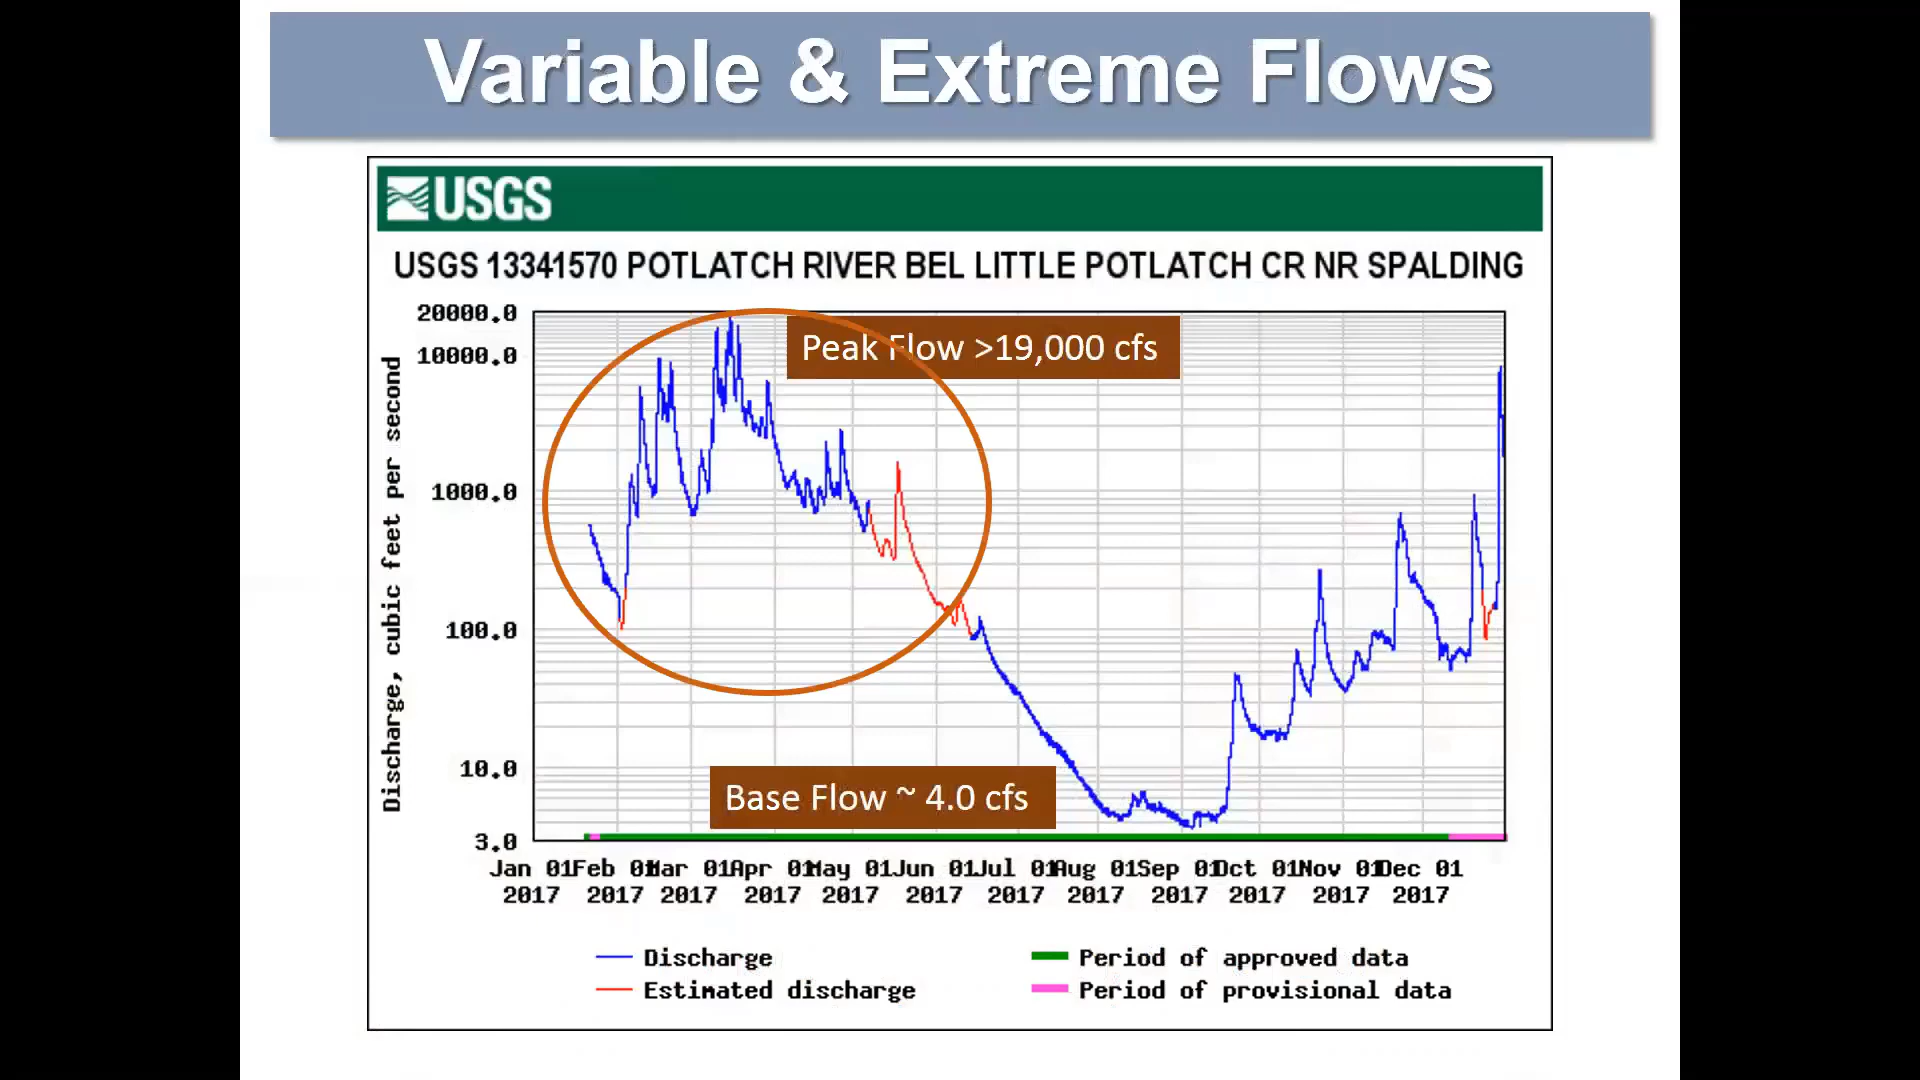 Variable & Extreme Flows
USGS
USGS 13341570 POTLATCH RIVER BEL LITTLE POTLATCH CR NR SPALDING
Discharge, cubic feet per second
20000.0
10000.0
1000.0
100.0
10.0
3.0
Peak Flow >19,000 cfs
Base Flow ~ 4.0 cfs
Jan 01 Feb 01 Mar 01 Apr 01 May 01 Jun 01 Jul 01 Aug 01 Sep 01 Oct 01 Nov 01 Dec 01
2017 2017 2017 2017 2017 2017 2017 2017 2017 2017 2017 2017
Discharge
Estimated discharge
Period of approved data
Period of provisional data